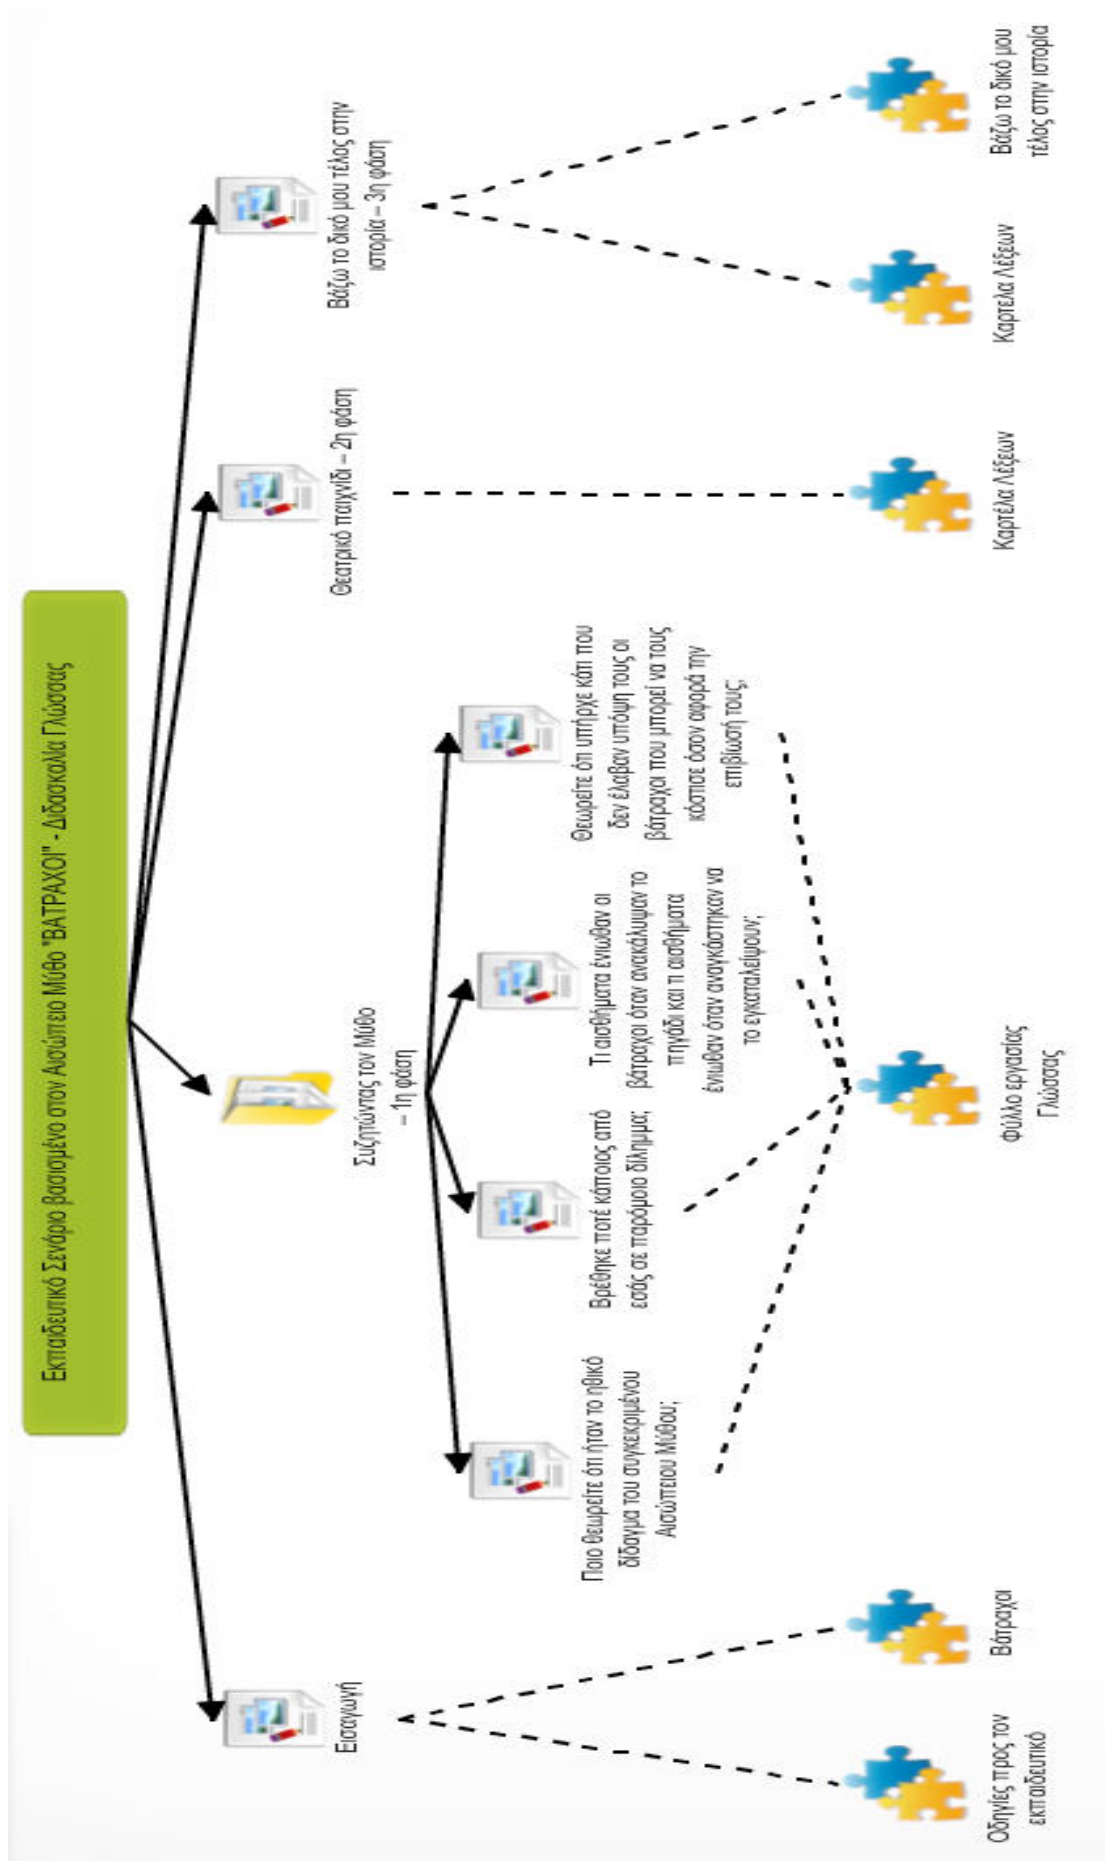 Εκπαιδευτικό Σενάριο βασισμένο στον Αισώπειο Μύθο "ΒΑΤΡΑΧΟΙ" - Διδασκαλία Γλώσσας
Εισαγωγή
Συζητώντας τον Μύθο
– 1η φάση
Θεατρικό παιχνίδι – 2η φάση
Βάζω το δικό μου τέλος στην
ιστορία – 3η φάση
Ποιο θεωρείτε ότι ήταν το ηθικό
δίδαγμα του συγκεκριμένου
Αισώπειου Μύθου;
Βρέθηκε ποτέ κάποιος από
εσάς σε παρόμοιο δίλημμα;
Τι αισθήματα ένιωθαν οι
βάτραχοι όταν ανακάλυψαν το
πηγάδι και τι αισθήματα
ένιωθαν όταν αναγκάστηκαν να
το εγκαταλείψουν;
Θεωρείτε ότι υπήρχε κάτι που
δεν έλαβαν υπόψη τους οι
βάτραχοι που μπορεί να τους
κόστισε όσον αφορά την
επιβίωσή τους;
Οδηγίες προς τον
εκπαιδευτικό
Βάτραχοι
Φύλλο εργασίας
Γλώσσας
Καρτέλα Λέξεων
Καρτέλα Λέξεων
Βάζω το δικό μου
τέλος στην ιστορία